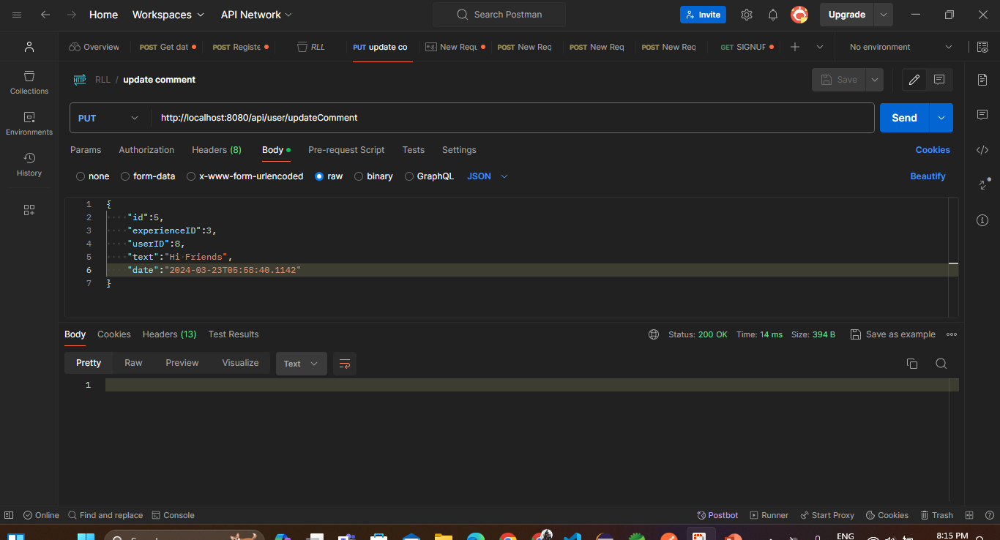 Home Workspaces API Network Search Postman Invite Upgrade
Overview POST Get dat POST Registe RLL PUT update co e.g. New Requ POST New Req POST New Req POST New Req GET SIGNUP No environment
HTTP RLL / update comment Save
Collections
PUT http://localhost:8080/api/user/updateComment Send
Environments
Params Authorization Headers (8) Body Pre-request Script Tests Settings Cookies
History
none form-data x-www-form-urlencoded raw binary GraphQL JSON Beautify
1 {
2 "id":5,
3 "experienceID":3,
4 "userID":8,
5 "text":"Hi Friends",
6 "date":"2024-03-23T05:58:40.1142"
7 }
Body Cookies Headers (13) Test Results Status: 200 OK Time: 14 ms Size: 394 B Save as example
Pretty Raw Preview Visualize Text
1
Online Find and replace Console Postbot Runner Start Proxy Cookies Trash
ENG 8:15 PM